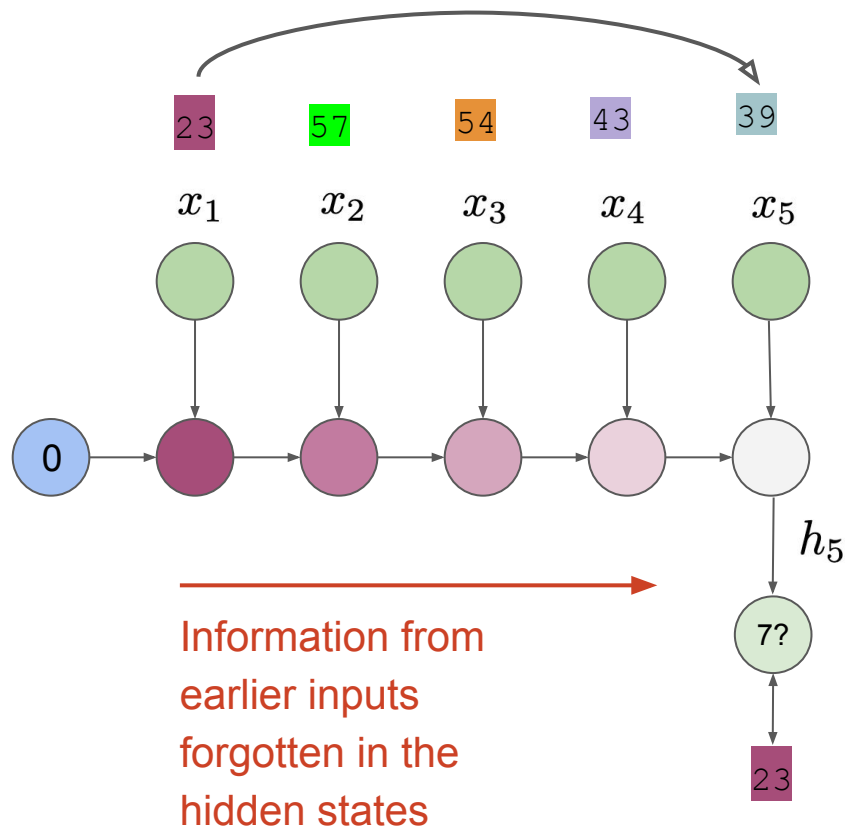 23 57 54 43 39
x₁ x₂ x₃ x₄ x₅
0
h₅
Information from
earlier inputs
forgotten in the
hidden states
7?
23